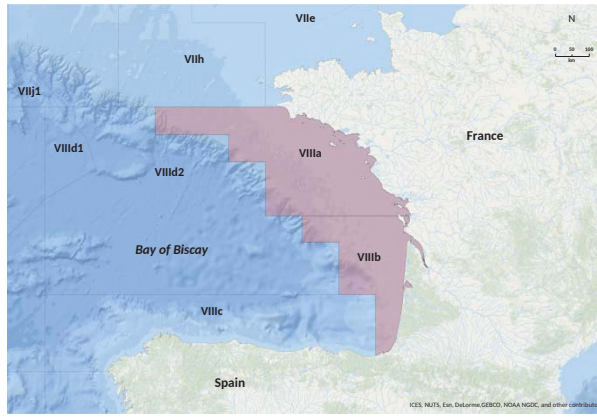 VIIe
N
VIIh
0 50 100
km
VIIj1
France
VIIId1
VIIIa
VIIId2
Bay of Biscay
VIIIb
VIIIc
Spain
ICES, NUTS, Esri, DeLorme,GEBCO, NOAA NGDC, and other contributo